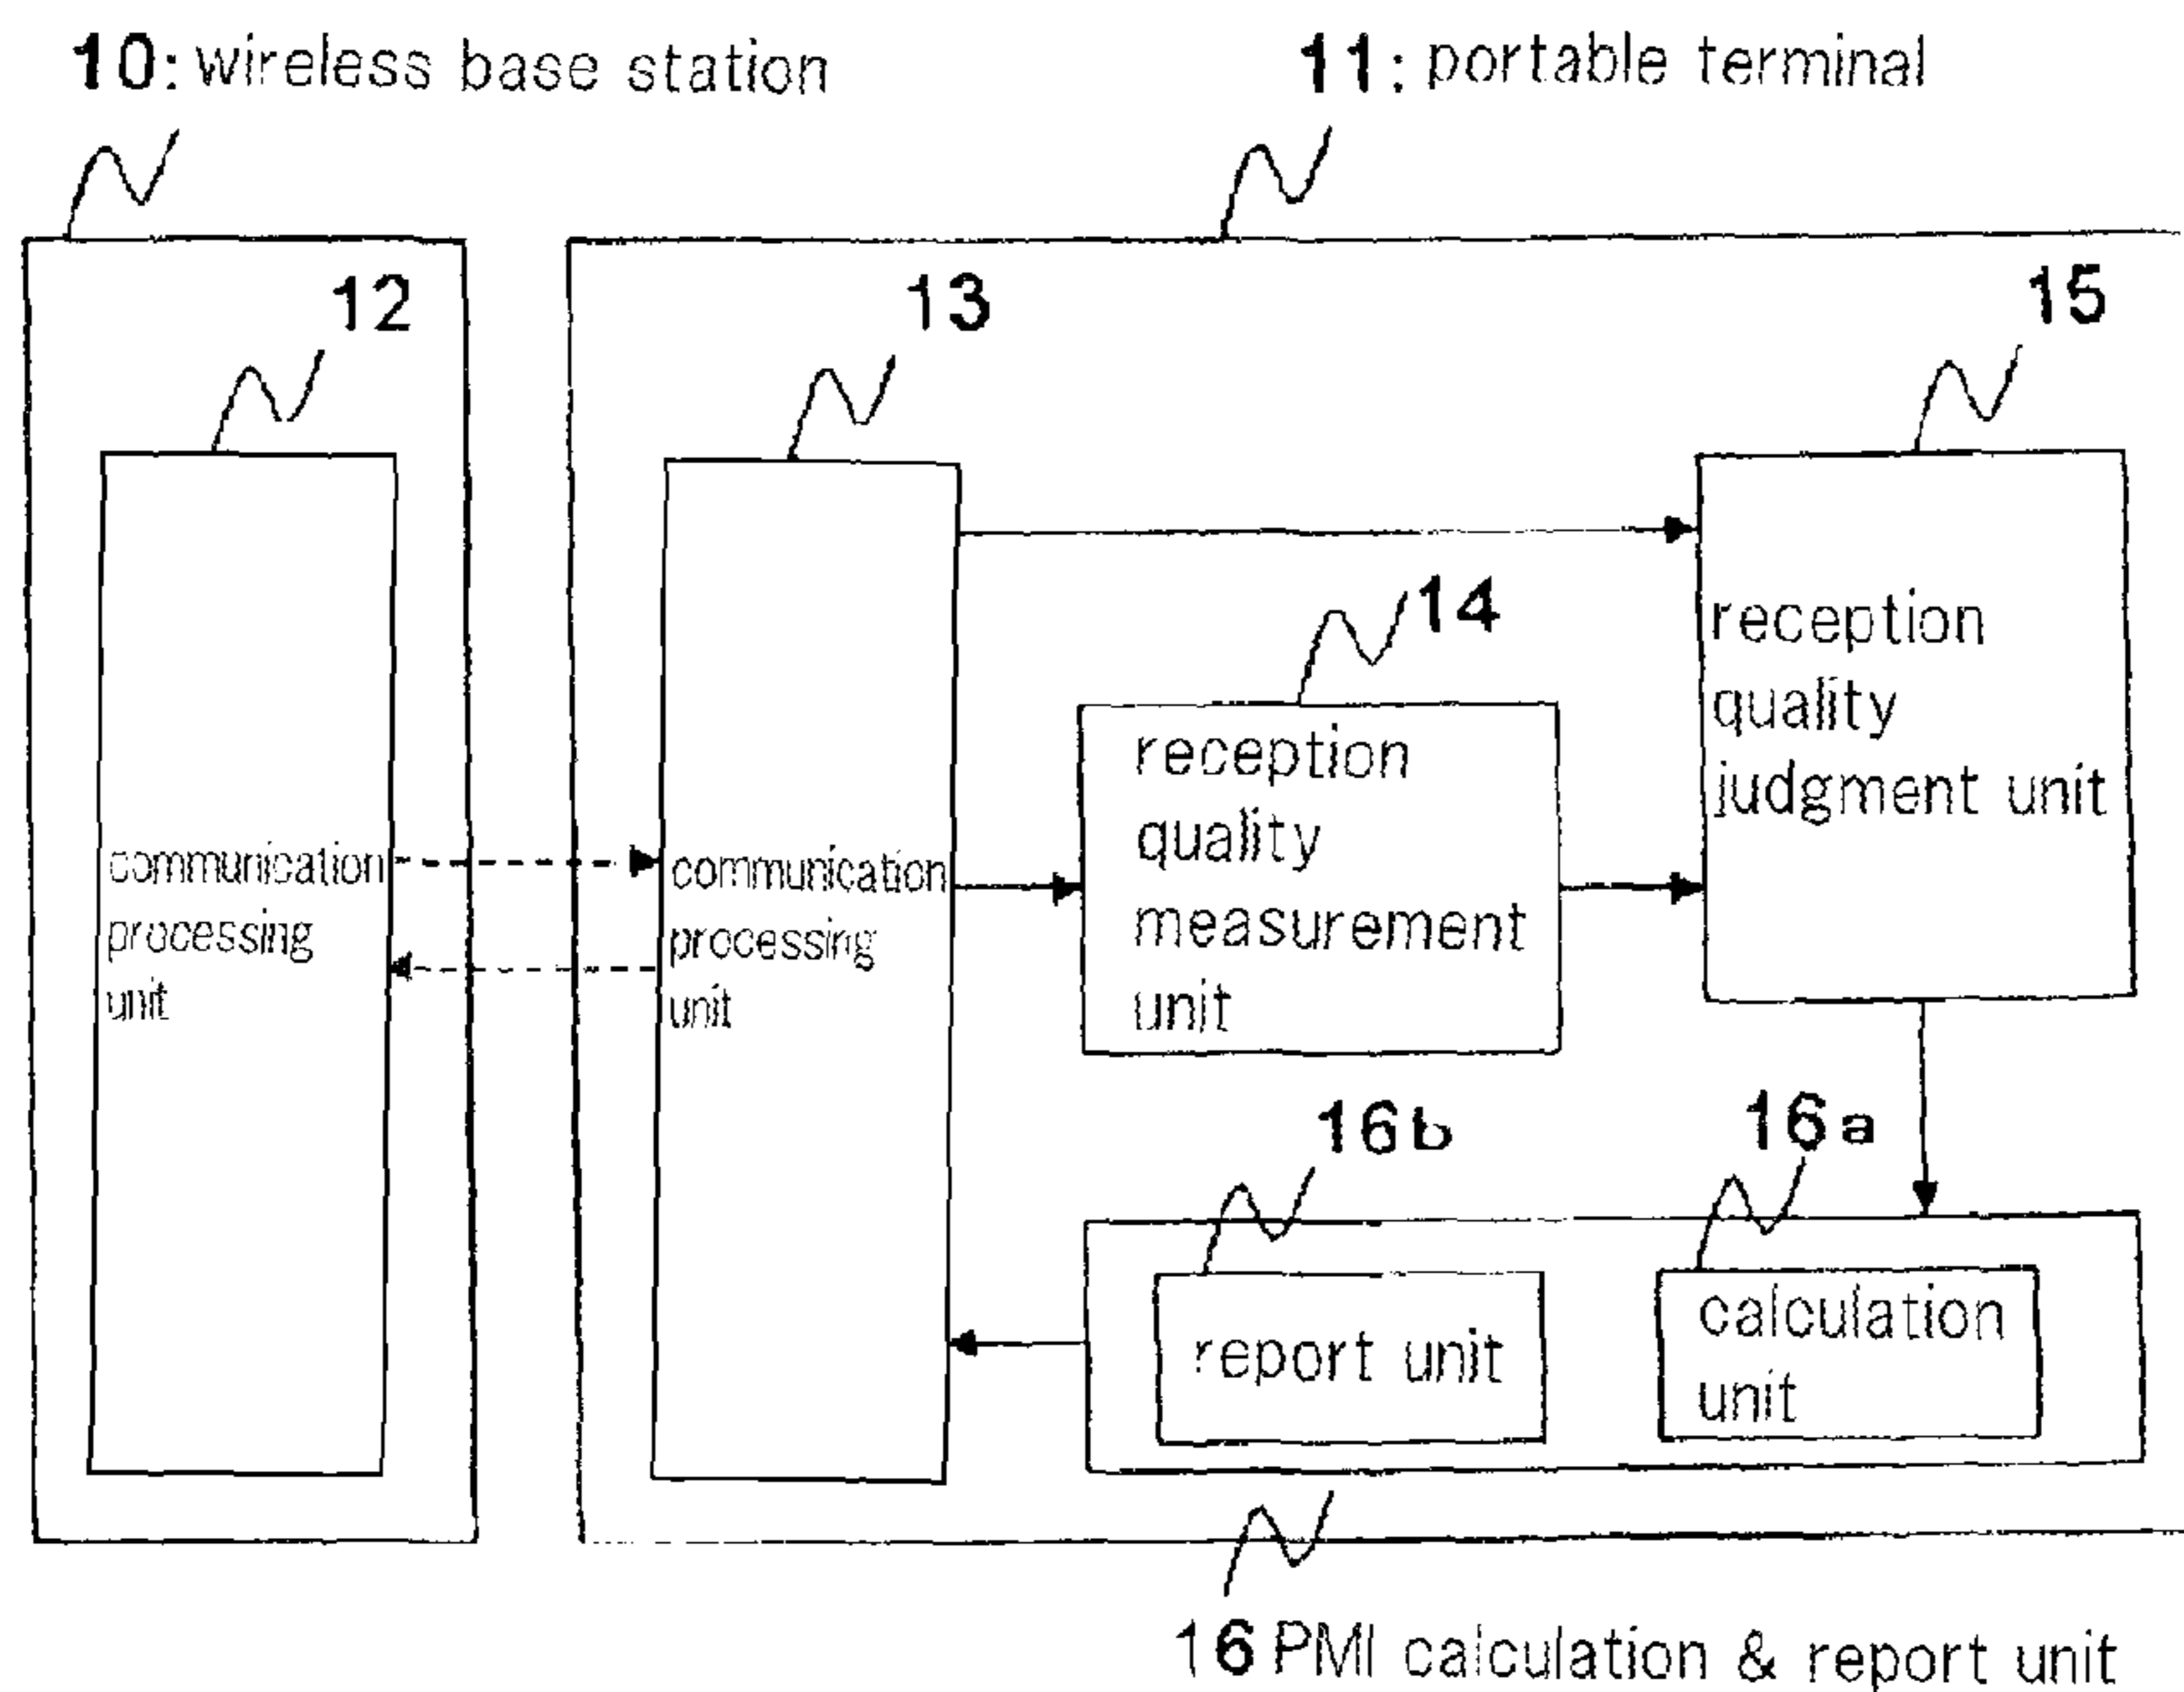 10: wireless base station
11: portable terminal
12
13
15
14
reception
quality
judgment unit
reception
quality
measurement
unit
communication
processing
unit
communication
processing
unit
16b
16a
report unit
calculation
unit
16 PMI calculation & report unit